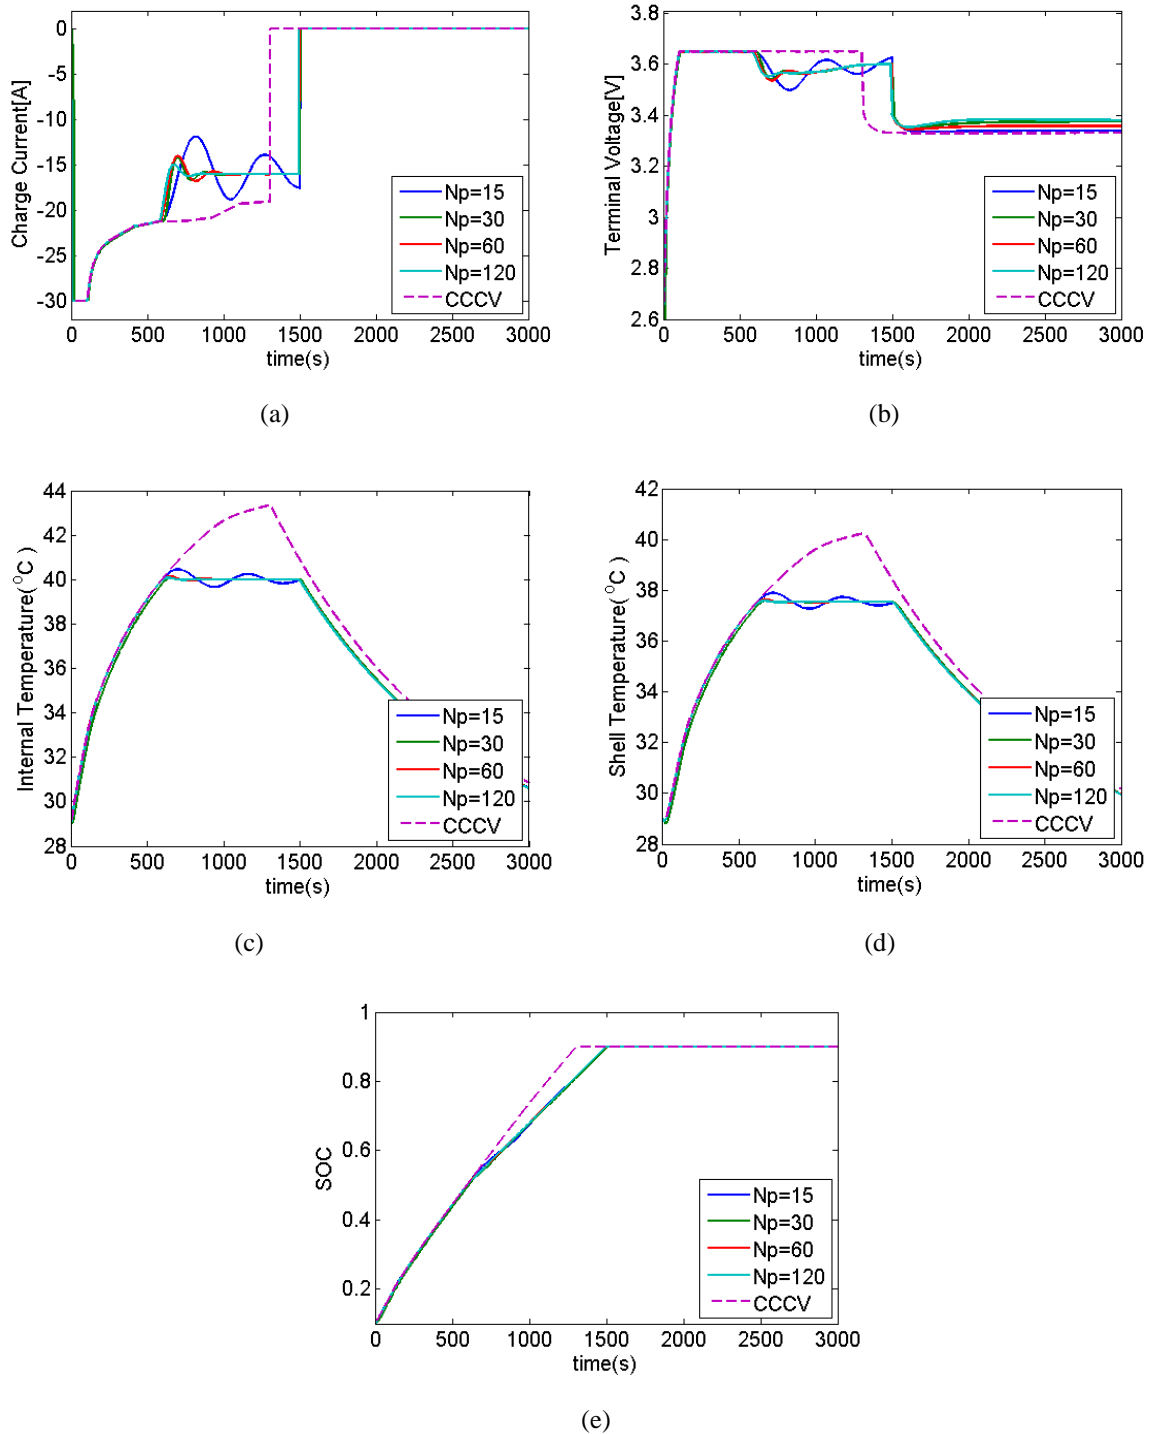 0
-5
-10
-15
-20
-25
-30
Charge Current[A]
0 500 1000 1500 2000 2500 3000
time(s)
Np=15
Np=30
Np=60
Np=120
CCCV
(a)
3.8
3.6
3.4
3.2
3
2.8
2.6
Terminal Voltage[V]
0 500 1000 1500 2000 2500 3000
time(s)
Np=15
Np=30
Np=60
Np=120
CCCV
(b)
44
42
40
38
36
34
32
30
28
Internal Temperature(°C)
0 500 1000 1500 2000 2500 3000
time(s)
Np=15
Np=30
Np=60
Np=120
CCCV
(c)
42
40
38
36
34
32
30
28
Shell Temperature(°C)
0 500 1000 1500 2000 2500 3000
time(s)
Np=15
Np=30
Np=60
Np=120
CCCV
(d)
1
0.8
0.6
0.4
0.2
SOC
0 500 1000 1500 2000 2500 3000
time(s)
Np=15
Np=30
Np=60
Np=120
CCCV
(e)